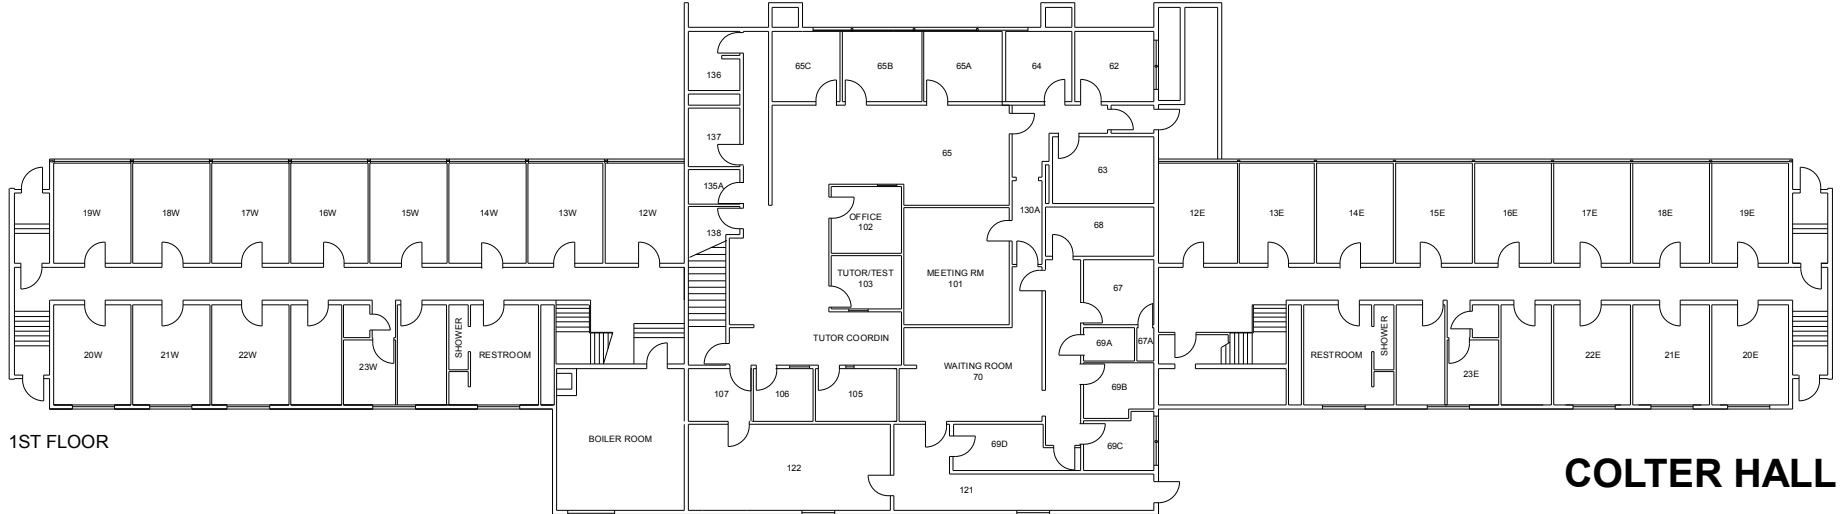 136
65C
65B
65A
64
62
137
65
63
135A
130A
19W
18W
17W
16W
15W
14W
13W
12W
138
OFFICE
102
68
12E
13E
14E
15E
16E
17E
18E
19E
TUTOR/TEST
103
MEETING RM
101
67
20W
21W
22W
23W
SHOWER
RESTROOM
TUTOR COORDIN
WAITING ROOM
70
69A
67A
RESTROOM
SHOWER
23E
22E
21E
20E
107
106
105
69B
1ST FLOOR
BOILER ROOM
122
69D
69C
121
COLTER HALL